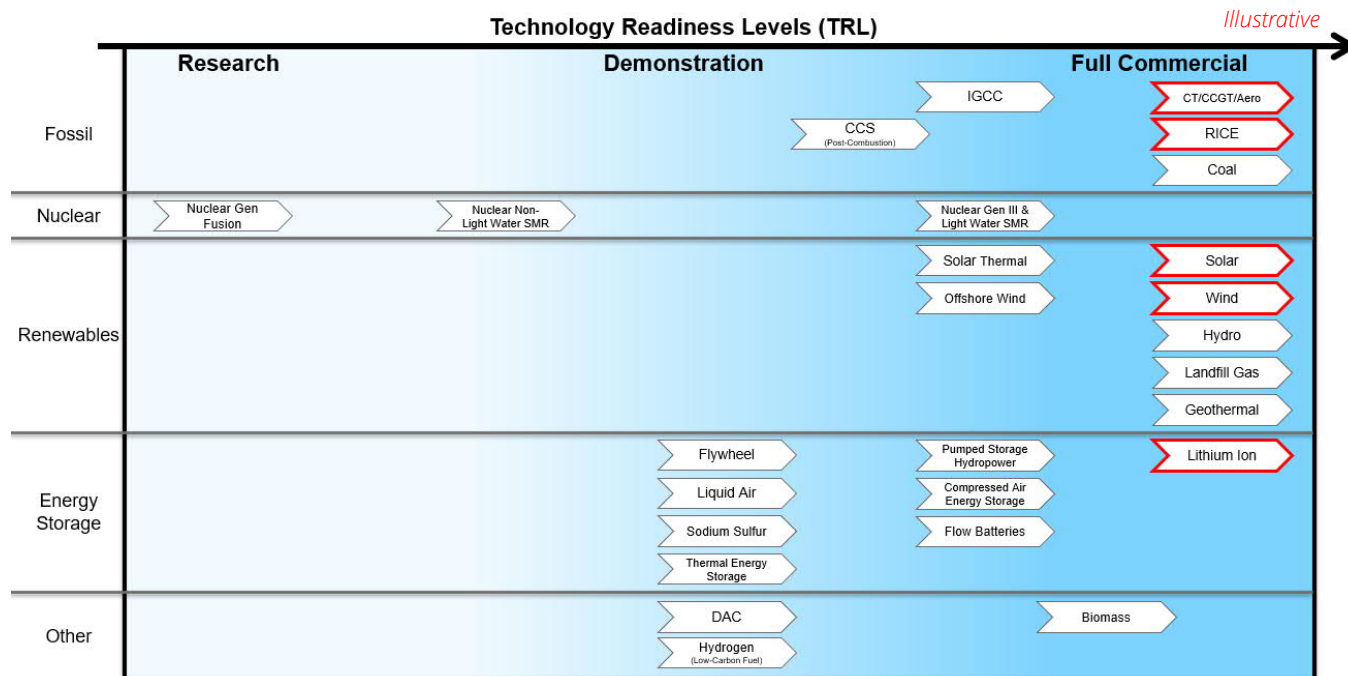 Technology Readiness Levels (TRL)
Illustrative
Research
Demonstration
Full Commercial
Fossil
IGCC
CT/CCGT/Aero
CCS
(Post-Combustion)
RICE
Coal
Nuclear
Nuclear Gen
Fusion
Nuclear Non-
Light Water SMR
Nuclear Gen III &
Light Water SMR
Renewables
Solar Thermal
Solar
Offshore Wind
Wind
Hydro
Landfill Gas
Geothermal
Energy
Storage
Flywheel
Pumped Storage
Hydropower
Lithium Ion
Liquid Air
Compressed Air
Energy Storage
Sodium Sulfur
Flow Batteries
Thermal Energy
Storage
Other
DAC
Biomass
Hydrogen
(Low-Carbon Fuel)